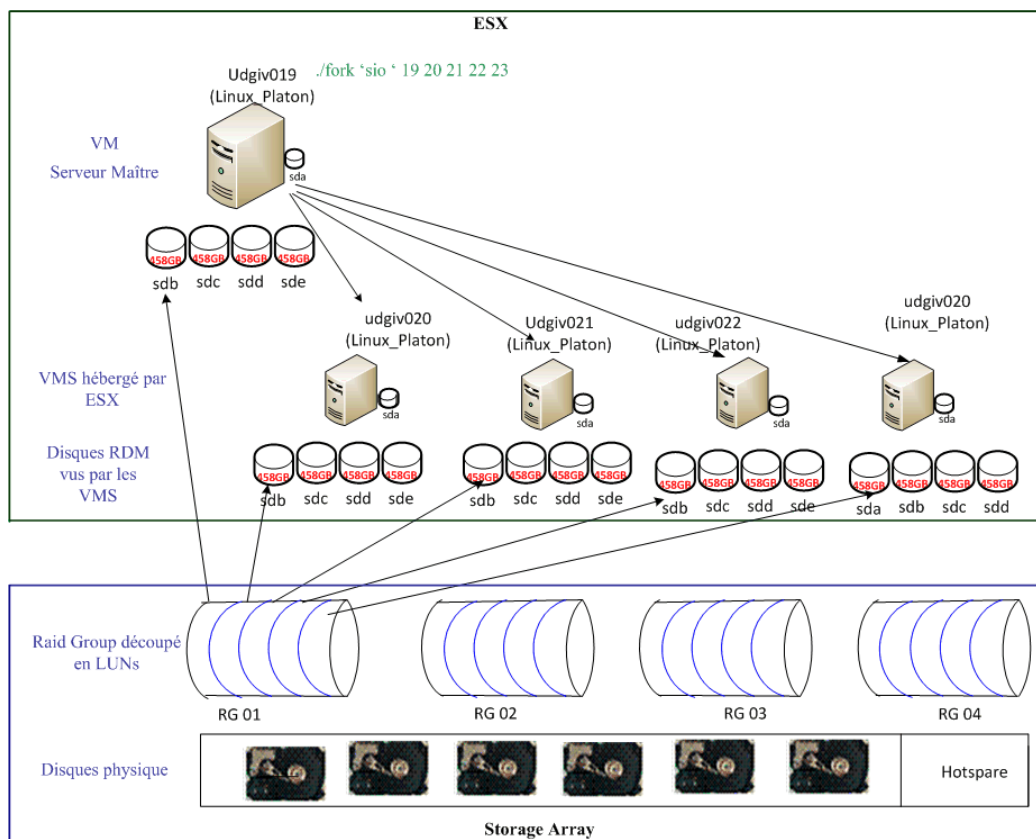 ESX
./fork ‘sio ‘ 19 20 21 22 23
Udgiv019
(Linux_Platon)
VM
Serveur Maître
sda
458GB 458GB 458GB 458GB
sdb sdc sdd sde
udgiv020
(Linux_Platon)
Udgiv021
(Linux_Platon)
udgiv022
(Linux_Platon)
udgiv020
(Linux_Platon)
VMS hébergé par
ESX
sda sda sda sda
Disques RDM
vus par les
VMS
458GB 458GB 458GB 458GB
sdb sdc sdd sde
458GB 458GB 458GB 458GB
sdb sdc sdd sde
458GB 458GB 458GB 458GB
sdb sdc sdd sde
458GB 458GB 458GB 458GB
sda sdb sdc sdd
Raid Group découpé
en LUNs
RG 01 RG 02 RG 03 RG 04
Disques physique
Hotspare
Storage Array